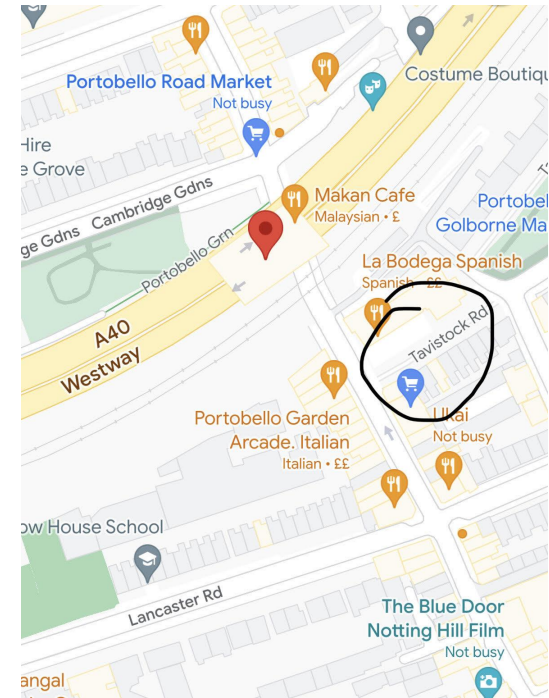 Portobello Road Market
Not busy
Costume Boutiqu
Hire
e Grove
Cambridge Gdns
ge Gdns
Makan Cafe
Malaysian • £
Portobel
Golborne Ma
Portobello Grn
La Bodega Spanish
Spanish • ££
Tavistock Rd
A40
Westway
Ukai
Not busy
Portobello Garden
Arcade. Italian
Italian • ££
ow House School
Lancaster Rd
The Blue Door
Notting Hill Film
Not busy
angal